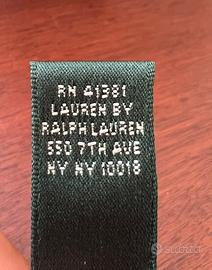 RN 41381
LAUREN BY
RALPH LAUREN
550 7TH AVE
NY NY 10018